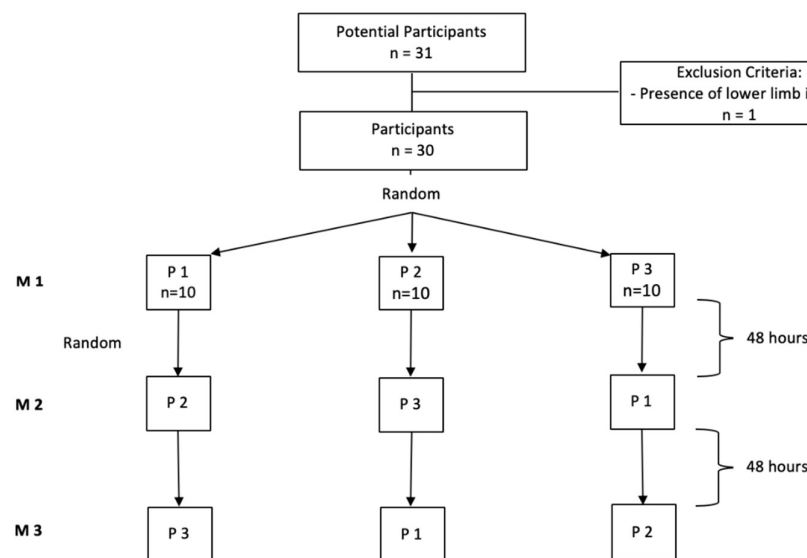 Potential Participants
n = 31
Exclusion Criteria:
- Presence of lower limb
n = 1
Participants
n = 30
Random
M 1
P 1
n=10
P 2
n=10
P 3
n=10
48 hours
Random
M 2
P 2
P 3
P 1
48 hours
M 3
P 3
P 1
P 2